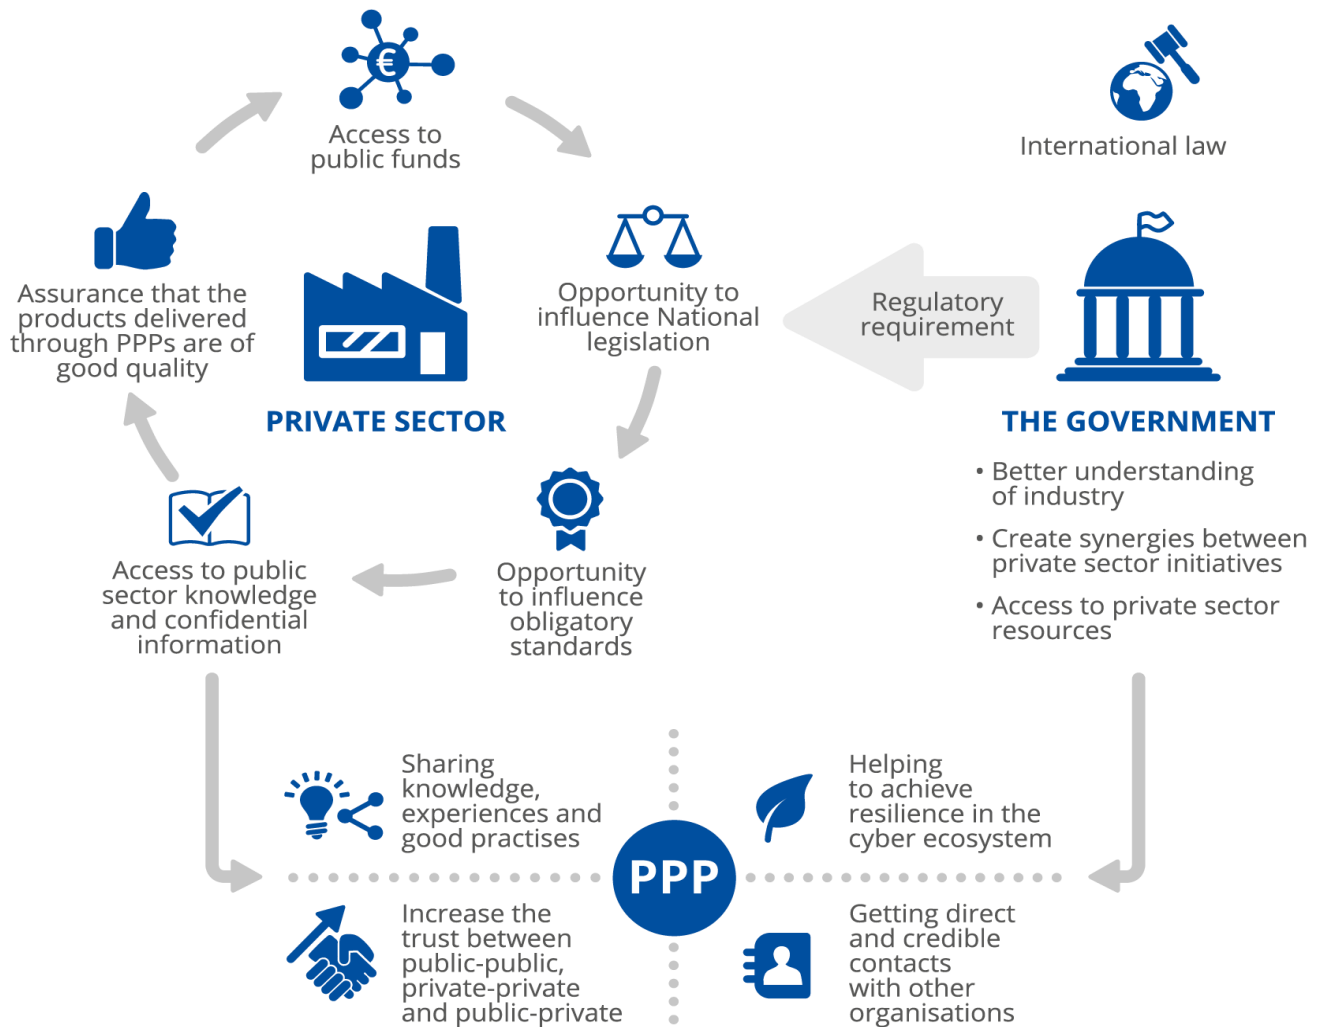 €
Access to
public funds
International law
Assurance that the
products delivered
through PPPs are of
good quality
Opportunity to
influence National
legislation
Regulatory
requirement
PRIVATE SECTOR
THE GOVERNMENT
• Better understanding
of industry
• Create synergies between
private sector initiatives
• Access to private sector
resources
Access to public
sector knowledge
and confidential
information
Opportunity
to influence
obligatory
standards
Sharing
knowledge,
experiences and
good practises
Helping
to achieve
resilience in the
cyber ecosystem
PPP
Increase the
trust between
public-public,
private-private
and public-private
Getting direct
and credible
contacts
with other
organisations